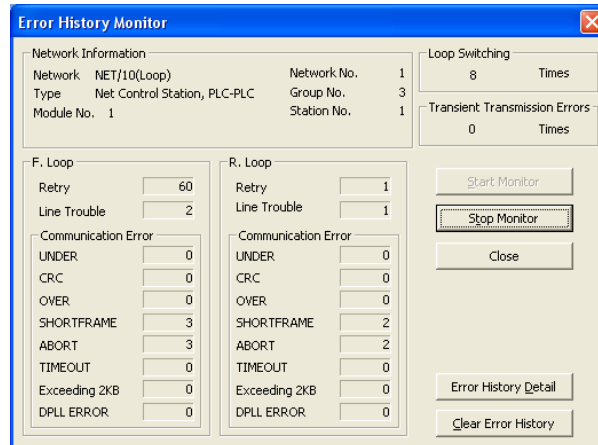 Error History Monitor
Network Information
Network NET/10(Loop)
Type Net Control Station, PLC-PLC
Module No. 1
Network No. 1
Group No. 3
Station No. 1
Loop Switching
8 Times
Transient Transmission Errors
0 Times
F. Loop
Retry 60
Line Trouble 2
Communication Error
UNDER 0
CRC 0
OVER 0
SHORTFRAME 3
ABORT 3
TIMEOUT 0
Exceeding 2KB 0
DPLL ERROR 0
R. Loop
Retry 1
Line Trouble 1
Communication Error
UNDER 0
CRC 0
OVER 0
SHORTFRAME 2
ABORT 2
TIMEOUT 0
Exceeding 2KB 0
DPLL ERROR 0
Start Monitor
Stop Monitor
Close
Error History Detail
Clear Error History